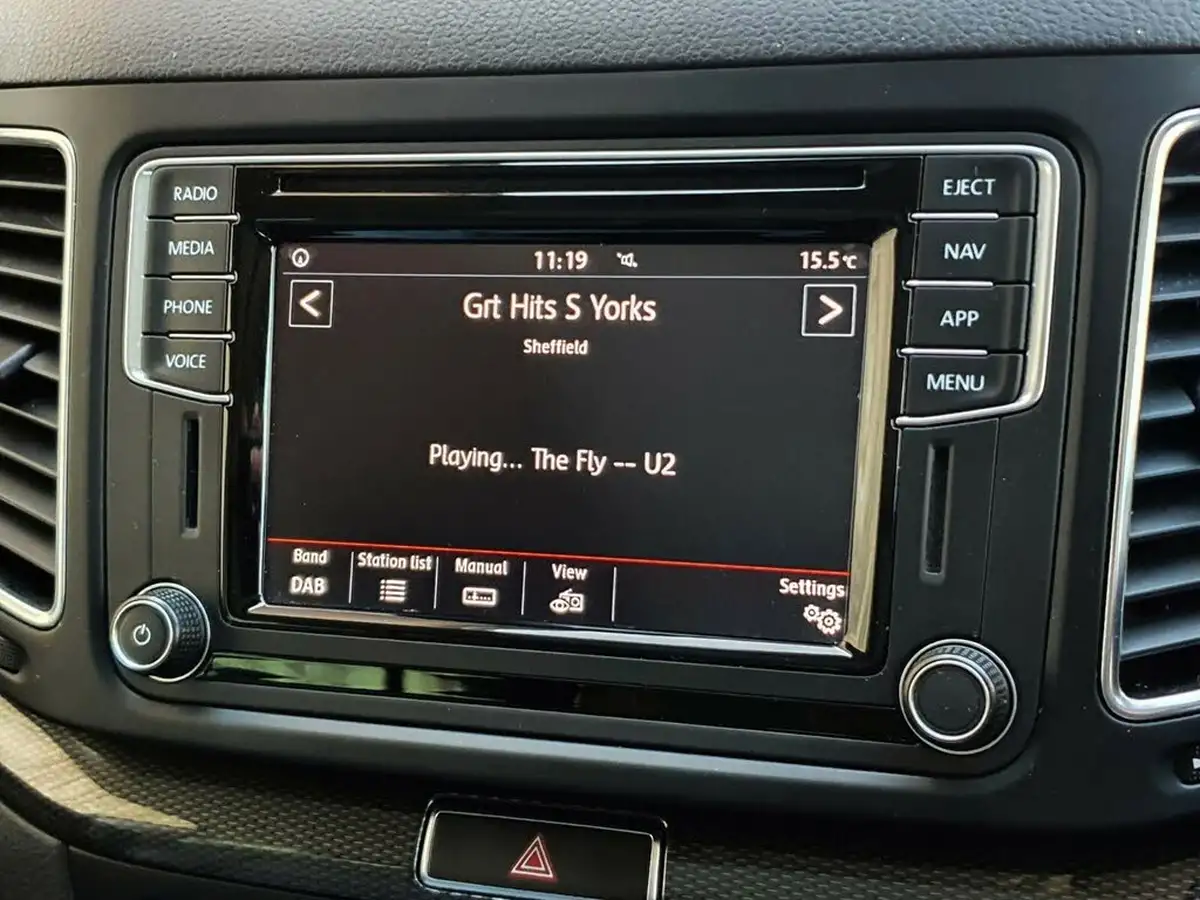 RADIO
MEDIA
PHONE
VOICE
EJECT
NAV
APP
MENU
11:19
15.5°C
<
Grt Hits S Yorks
>
Sheffield
Playing... The Fly -- U2
Band
DAB
Station list
Manual
View
Settings